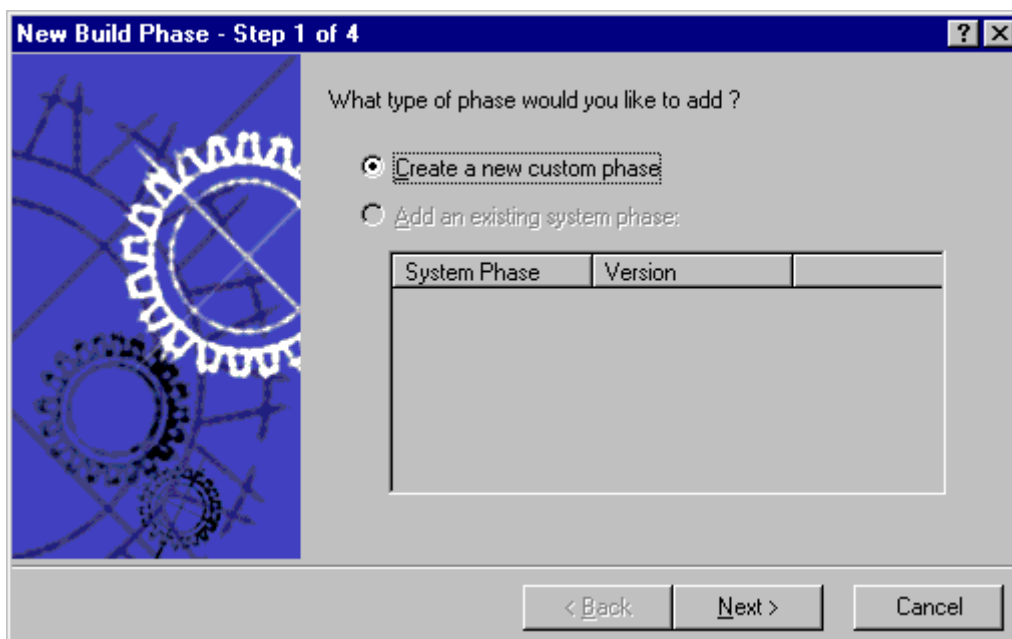 New Build Phase - Step 1 of 4
What type of phase would you like to add ?
Create a new custom phase
Add an existing system phase:
System Phase Version
< Back Next > Cancel